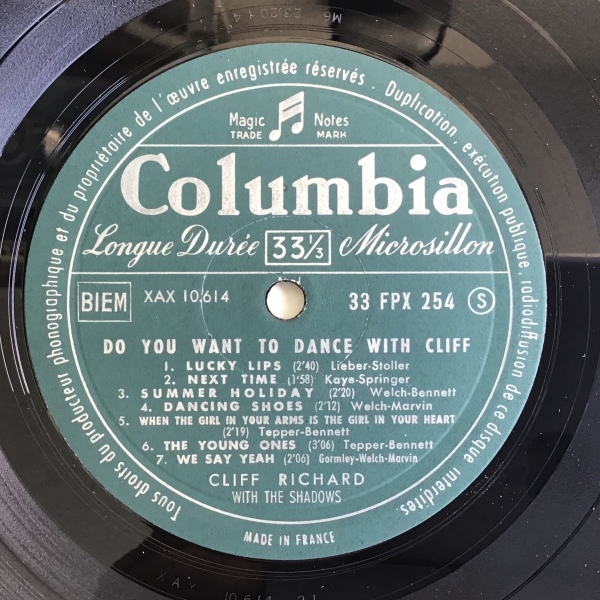 M6 232014
Tous droits du producteur phonographique et du propriétaire de l'œuvre enregistrée réservés. Duplication, exécution publique, radiodiffusion de ce disque interdites.
Magic Notes
TRADE MARK
Columbia
Longue Durée 33⅓ Microsillon
BIEM XAX 10.614 33 FPX 254 S
DO YOU WANT TO DANCE WITH CLIFF
1. LUCKY LIPS (2'40) Lieber-Stoller
2. NEXT TIME (1'58) Kaye-Springer
3. SUMMER HOLIDAY (2'20) Welch-Bennett
4. DANCING SHOES (2'12) Welch-Marvin
5. WHEN THE GIRL IN YOUR ARMS IS THE GIRL IN YOUR HEART
(2'19) Tepper-Bennett
6. THE YOUNG ONES (3'06) Tepper-Bennett
7. WE SAY YEAH (2'06) Gormley-Welch-Marvin
CLIFF RICHARD
WITH THE SHADOWS
MADE IN FRANCE